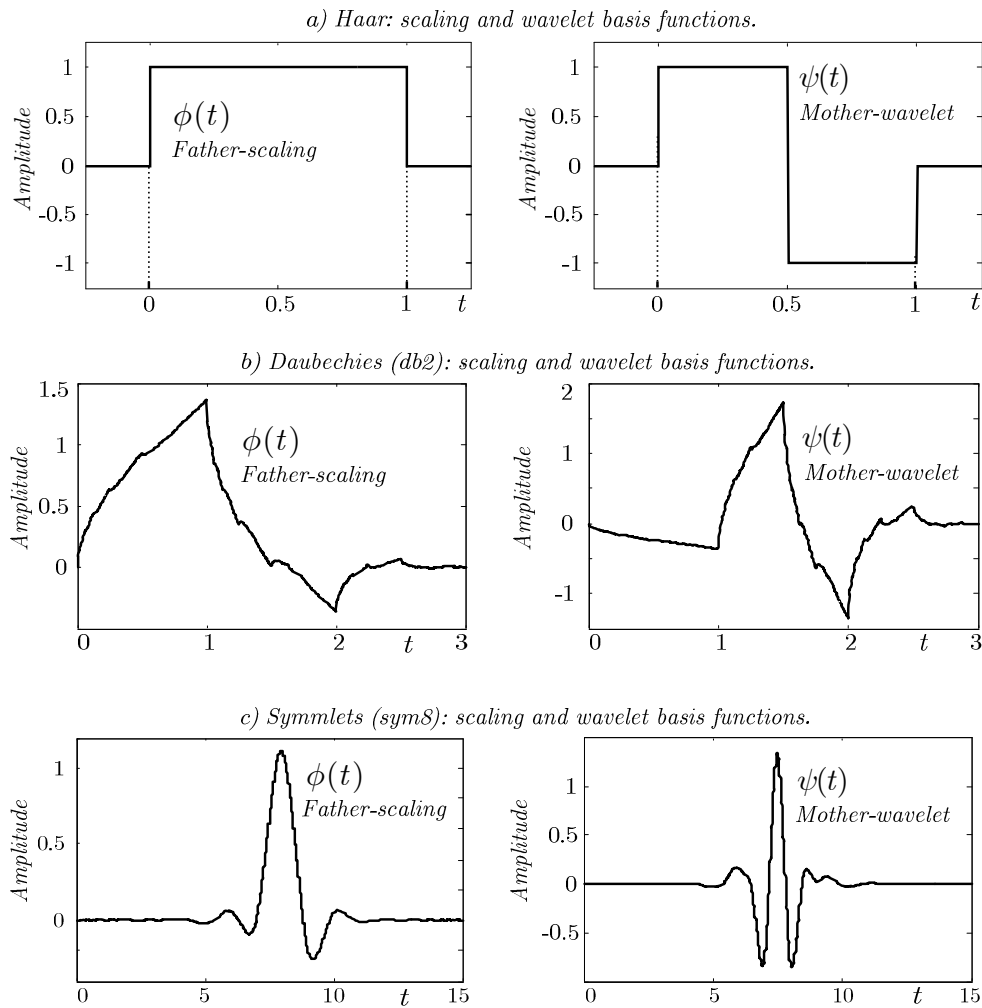 a) Haar: scaling and wavelet basis functions.
Amplitude
1
0.5
0
-0.5
-1
ϕ(t)
Father-scaling
0
0.5
1
t
Amplitude
1
0.5
0
-0.5
-1
ψ(t)
Mother-wavelet
0
0.5
1
t
b) Daubechies (db2): scaling and wavelet basis functions.
Amplitude
1.5
1
0.5
0
ϕ(t)
Father-scaling
0
1
2
t
3
Amplitude
2
1
0
-1
ψ(t)
Mother-wavelet
0
1
2
t
3
c) Symmlets (sym8): scaling and wavelet basis functions.
Amplitude
1
0.5
0
ϕ(t)
Father-scaling
0
5
10
t
15
Amplitude
1
0.5
0
-0.5
ψ(t)
Mother-wavelet
0
5
10
t
15